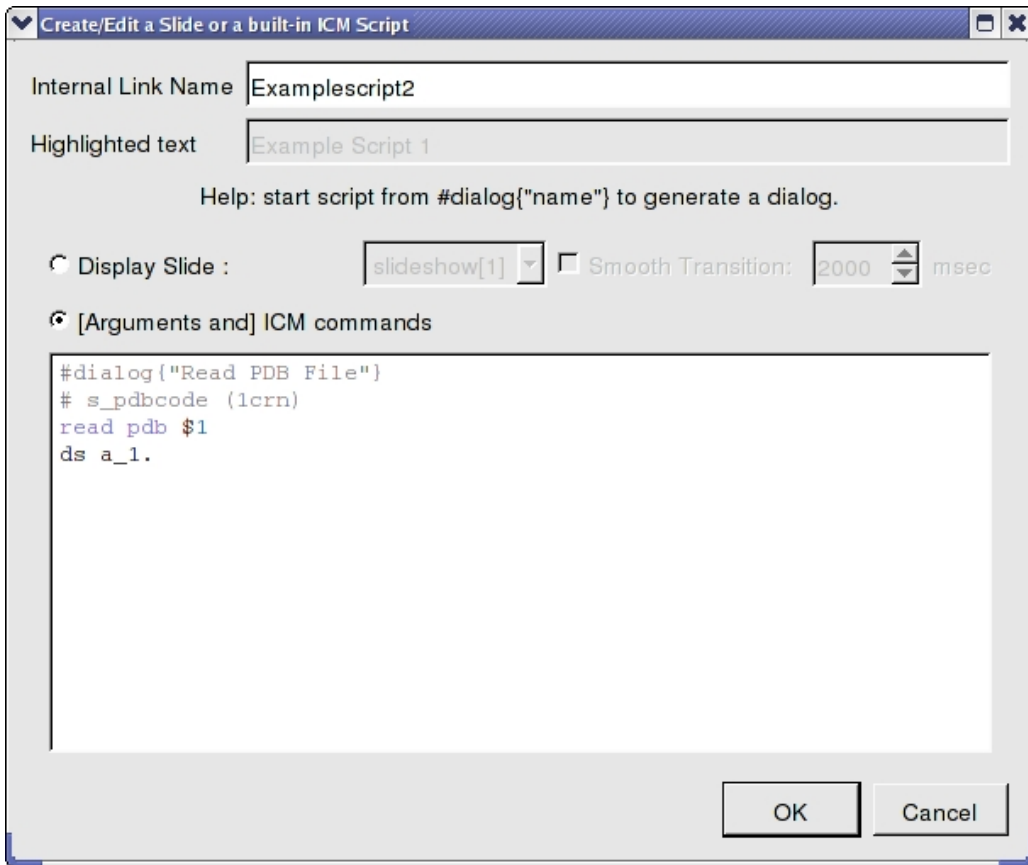 Create/Edit a Slide or a built-in ICM Script
Internal Link Name Examplescript2
Highlighted text Example Script 1
Help: start script from #dialog{"name"} to generate a dialog.
Display Slide : slideshow[1] Smooth Transition: 2000 msec
[Arguments and] ICM commands
#dialog{"Read PDB File"}
# s_pdbcode (1crn)
read pdb $1
ds a_1.
OK Cancel